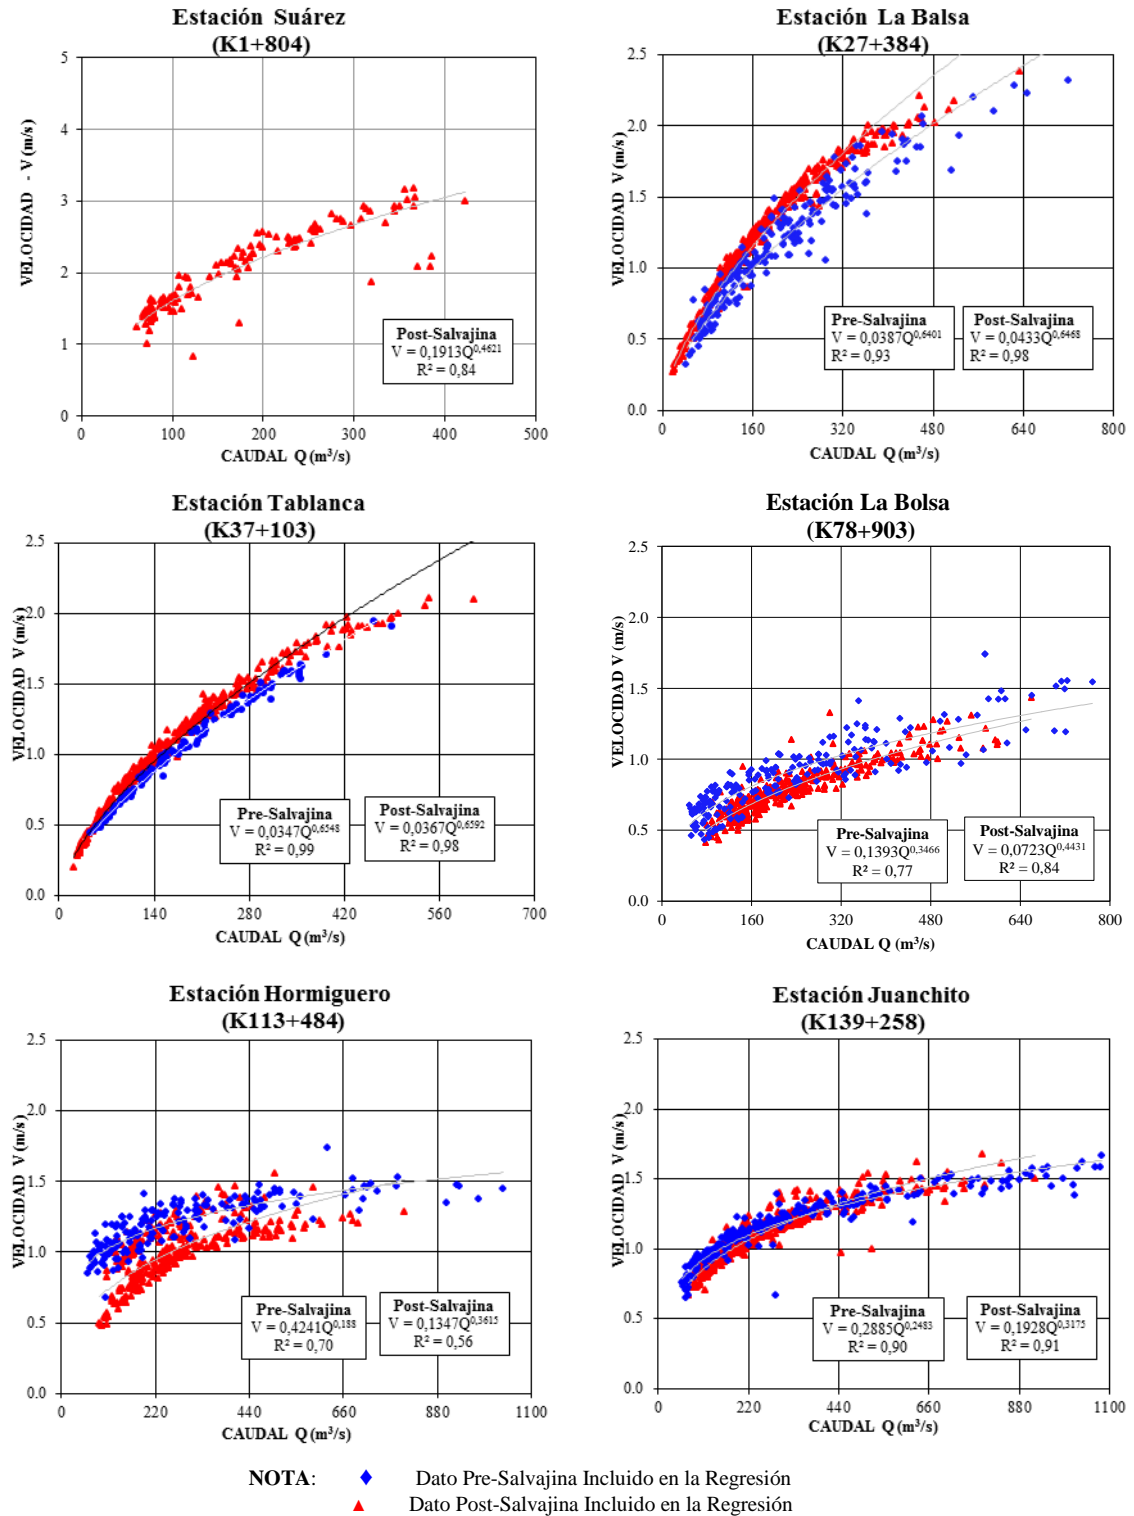 Estación Suárez
(K1+804)
VELOCIDAD - V (m/s)
5
4
3
2
1
0
0 100 200 300 400 500
CAUDAL Q (m³/s)
Post-Salvajina
V = 0,1913Q^0,4621
R² = 0,84
Estación La Balsa
(K27+384)
VELOCIDAD V (m/s)
2.5
2.0
1.5
1.0
0.5
0.0
0 160 320 480 640 800
CAUDAL Q (m³/s)
Pre-Salvajina
V = 0,0387Q^0,6401
R² = 0,93
Post-Salvajina
V = 0,0433Q^0,6468
R² = 0,98
Estación Tablanca
(K37+103)
VELOCIDAD V (m/s)
2.5
2.0
1.5
1.0
0.5
0.0
0 140 280 420 560 700
CAUDAL Q (m³/s)
Pre-Salvajina
V = 0,0347Q^0,6548
R² = 0,99
Post-Salvajina
V = 0,0367Q^0,6592
R² = 0,98
Estación La Bolsa
(K78+903)
VELOCIDAD V (m/s)
2.5
2.0
1.5
1.0
0.5
0.0
0 160 320 480 640 800
CAUDAL Q (m³/s)
Pre-Salvajina
V = 0,1393Q^0,3466
R² = 0,77
Post-Salvajina
V = 0,0723Q^0,4431
R² = 0,84
Estación Hormiguero
(K113+484)
VELOCIDAD V (m/s)
2.5
2.0
1.5
1.0
0.5
0.0
0 220 440 660 880 1100
CAUDAL Q (m³/s)
Pre-Salvajina
V = 0,4241Q^0,188
R² = 0,70
Post-Salvajina
V = 0,1347Q^0,3615
R² = 0,56
Estación Juanchito
(K139+258)
VELOCIDAD V (m/s)
2.5
2.0
1.5
1.0
0.5
0.0
0 220 440 660 880 1100
CAUDAL Q (m³/s)
Pre-Salvajina
V = 0,2885Q^0,2483
R² = 0,90
Post-Salvajina
V = 0,1928Q^0,3175
R² = 0,91
NOTA: Dato Pre-Salvajina Incluido en la Regresión
Dato Post-Salvajina Incluido en la Regresión